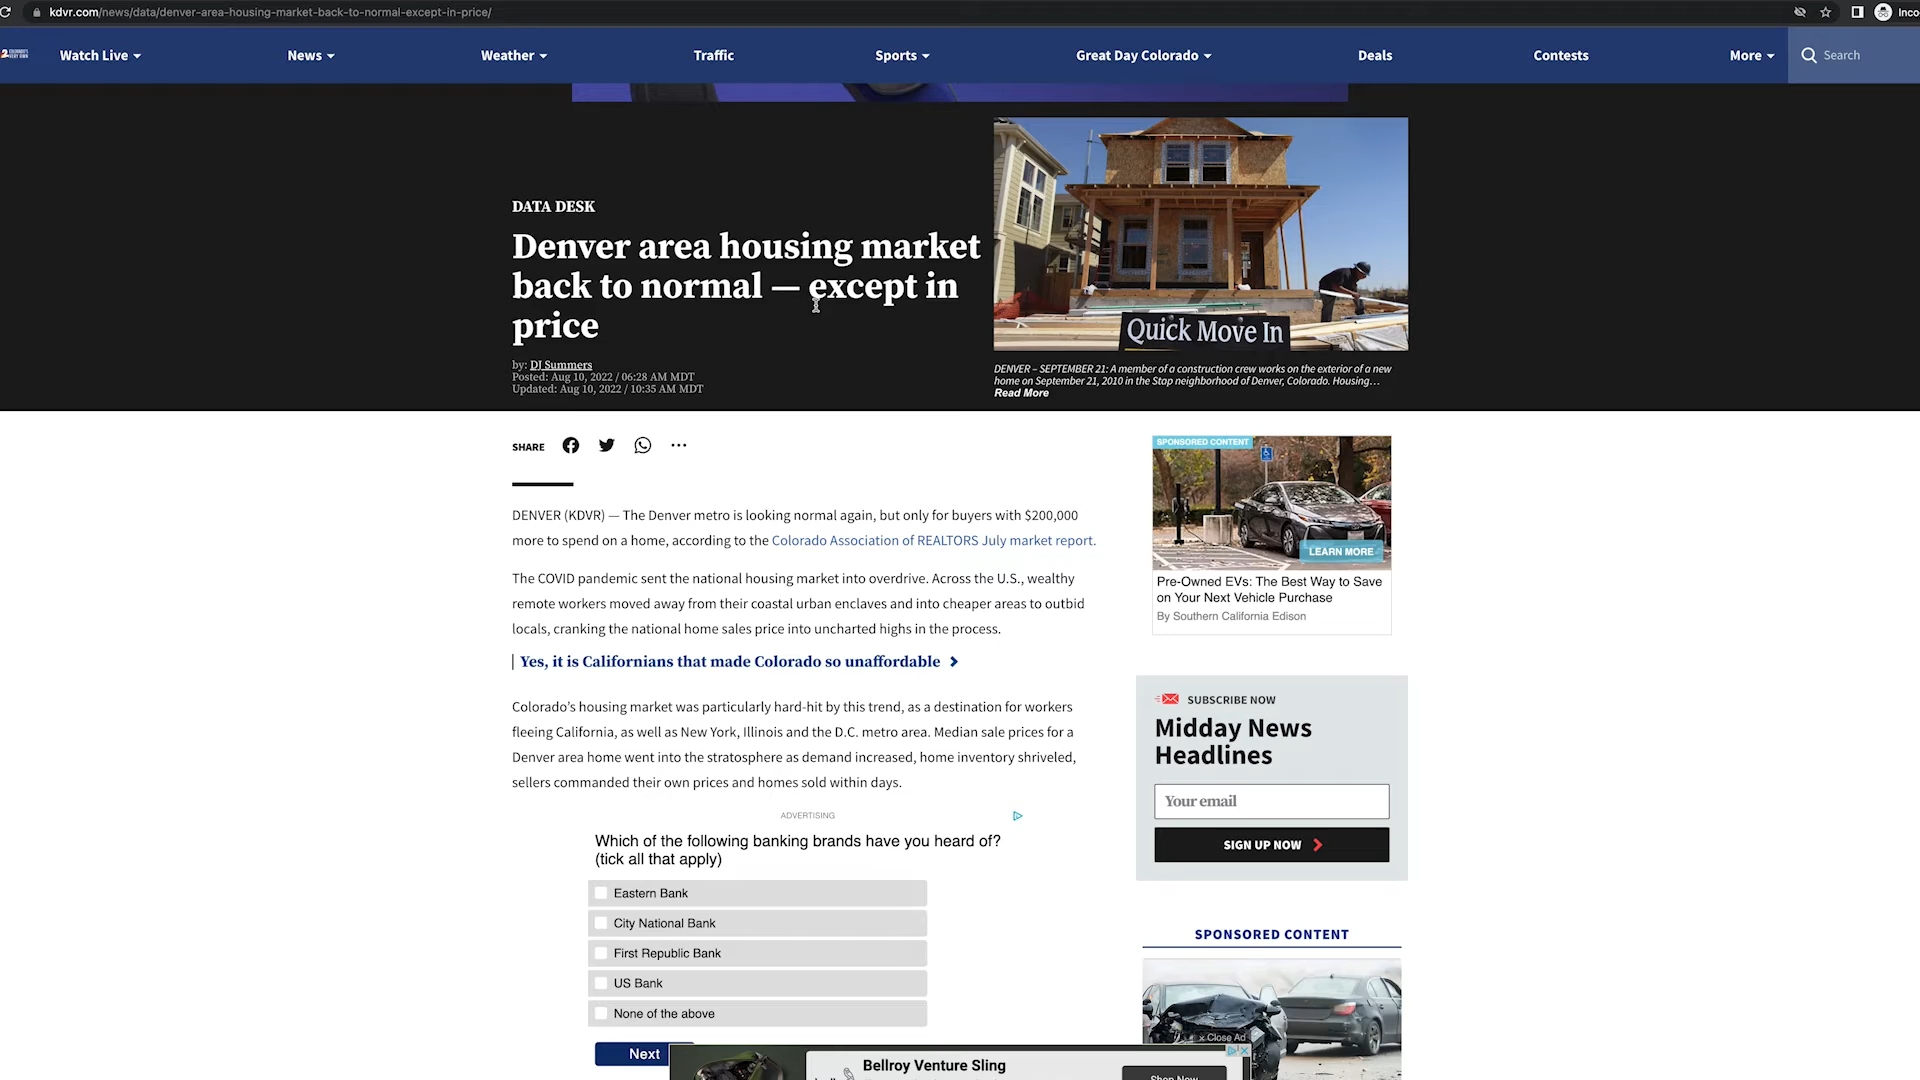 kdvr.com/news/data/denver-area-housing-market-back-to-normal-except-in-price/
Inco
Watch Live
News
Weather
Traffic
Sports
Great Day Colorado
Deals
Contests
More
Search
DATA DESK
Denver area housing market
back to normal — except in
price
by: DJ Summers
Posted: Aug 10, 2022 / 06:28 AM MDT
Updated: Aug 10, 2022 / 10:35 AM MDT
Quick Move In
DENVER – SEPTEMBER 21: A member of a construction crew works on the exterior of a new
home on September 21, 2010 in the Stap neighborhood of Denver, Colorado. Housing...
Read More
SHARE
DENVER (KDVR) — The Denver metro is looking normal again, but only for buyers with $200,000
more to spend on a home, according to the Colorado Association of REALTORS July market report.
The COVID pandemic sent the national housing market into overdrive. Across the U.S., wealthy
remote workers moved away from their coastal urban enclaves and into cheaper areas to outbid
locals, cranking the national home sales price into uncharted highs in the process.
Yes, it is Californians that made Colorado so unaffordable
Colorado's housing market was particularly hard-hit by this trend, as a destination for workers
fleeing California, as well as New York, Illinois and the D.C. metro area. Median sale prices for a
Denver area home went into the stratosphere as demand increased, home inventory shriveled,
sellers commanded their own prices and homes sold within days.
ADVERTISING
Which of the following banking brands have you heard of?
(tick all that apply)
Eastern Bank
City National Bank
First Republic Bank
US Bank
None of the above
Next
SPONSORED CONTENT
LEARN MORE
Pre-Owned EVs: The Best Way to Save
on Your Next Vehicle Purchase
By Southern California Edison
SUBSCRIBE NOW
Midday News
Headlines
Your email
SIGN UP NOW
SPONSORED CONTENT
x Close Ad
Bellroy Venture Sling
Shop Now